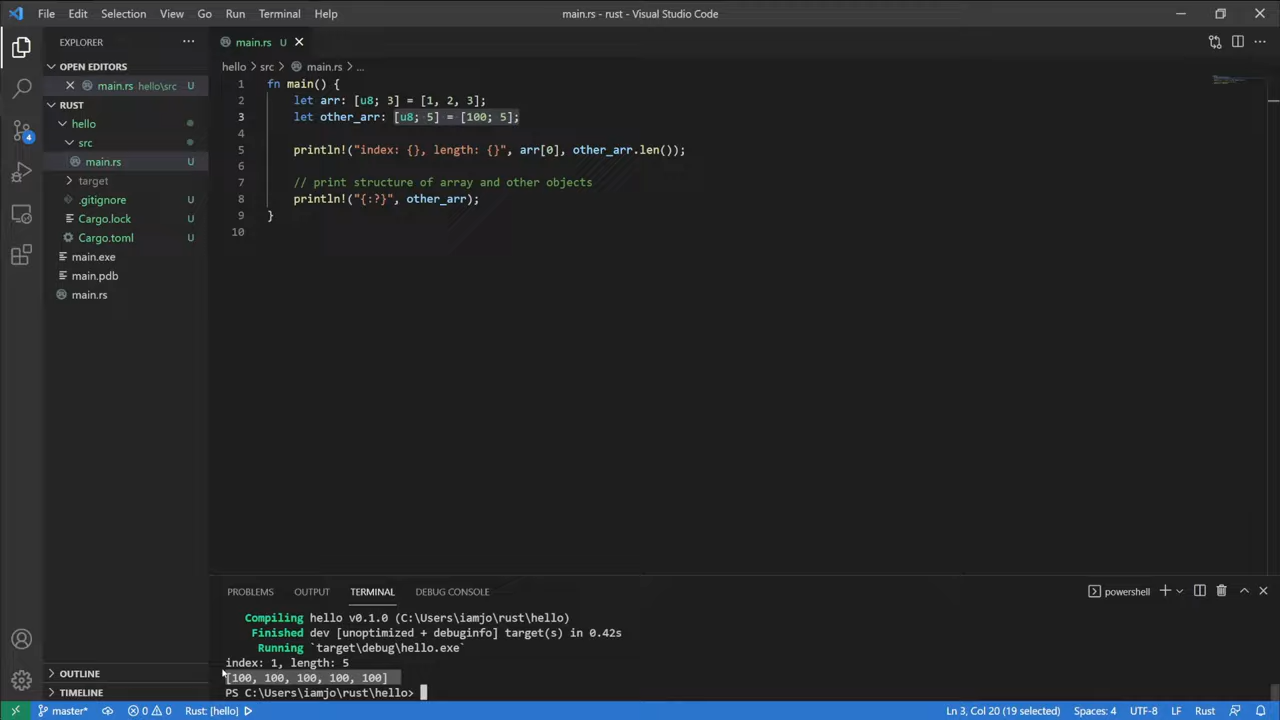 File Edit Selection View Go Run Terminal Help main.rs - rust - Visual Studio Code
EXPLORER
main.rs U
OPEN EDITORS
main.rs hello\src U
RUST
hello
src
main.rs U
target
.gitignore U
Cargo.lock U
Cargo.toml U
main.exe
main.pdb
main.rs
OUTLINE
TIMELINE
4
hello > src > main.rs > ...
1 fn main() {
2 let arr: [u8; 3] = [1, 2, 3];
3 let other_arr: [u8; 5] = [100; 5];
4
5 println!("index: {}, length: {}", arr[0], other_arr.len());
6
7 // print structure of array and other objects
8 println!("{:?}", other_arr);
9 }
10
PROBLEMS OUTPUT TERMINAL DEBUG CONSOLE powershell
Compiling hello v0.1.0 (C:\Users\iamjo\rust\hello)
Finished dev [unoptimized + debuginfo] target(s) in 0.42s
Running `target\debug\hello.exe`
index: 1, length: 5
[100, 100, 100, 100, 100]
PS C:\Users\iamjo\rust\hello>
master* 0 0 Rust: [hello] Ln 3, Col 20 (19 selected) Spaces: 4 UTF-8 LF Rust